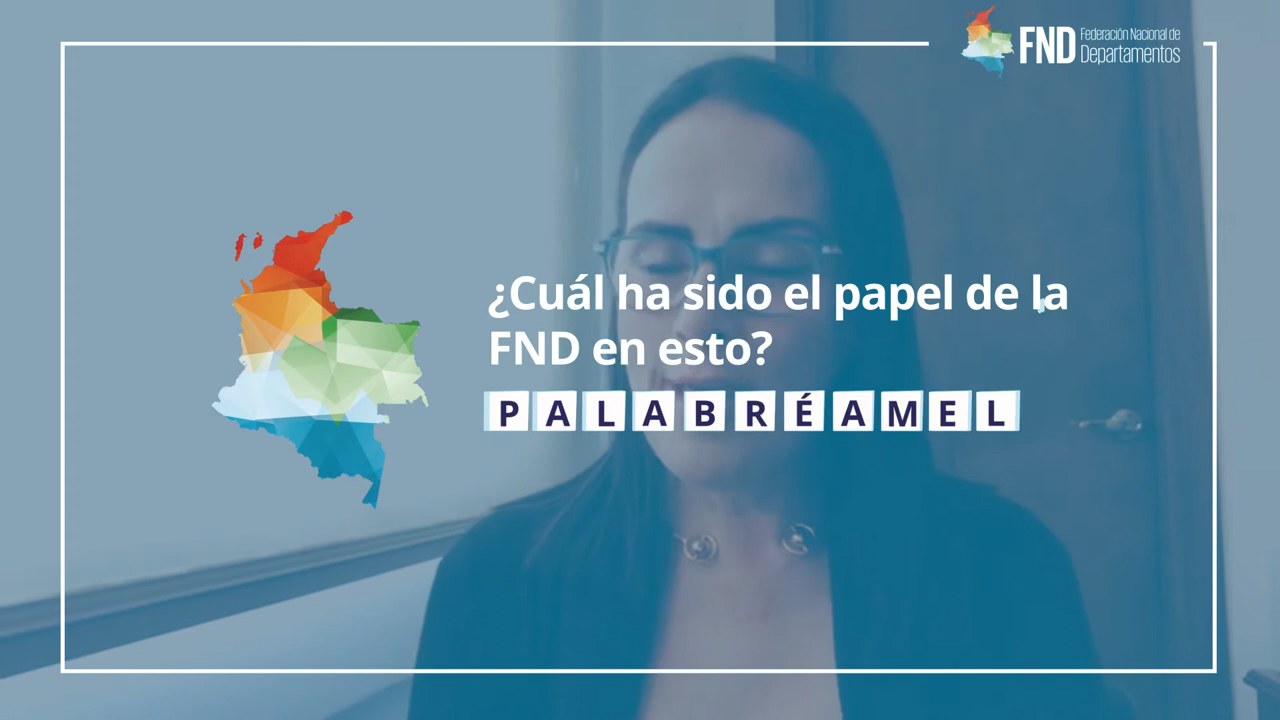 FND
Federación Nacional de
Departamentos
¿Cuál ha sido el papel de la
FND en esto?
PALABRÉAMEL